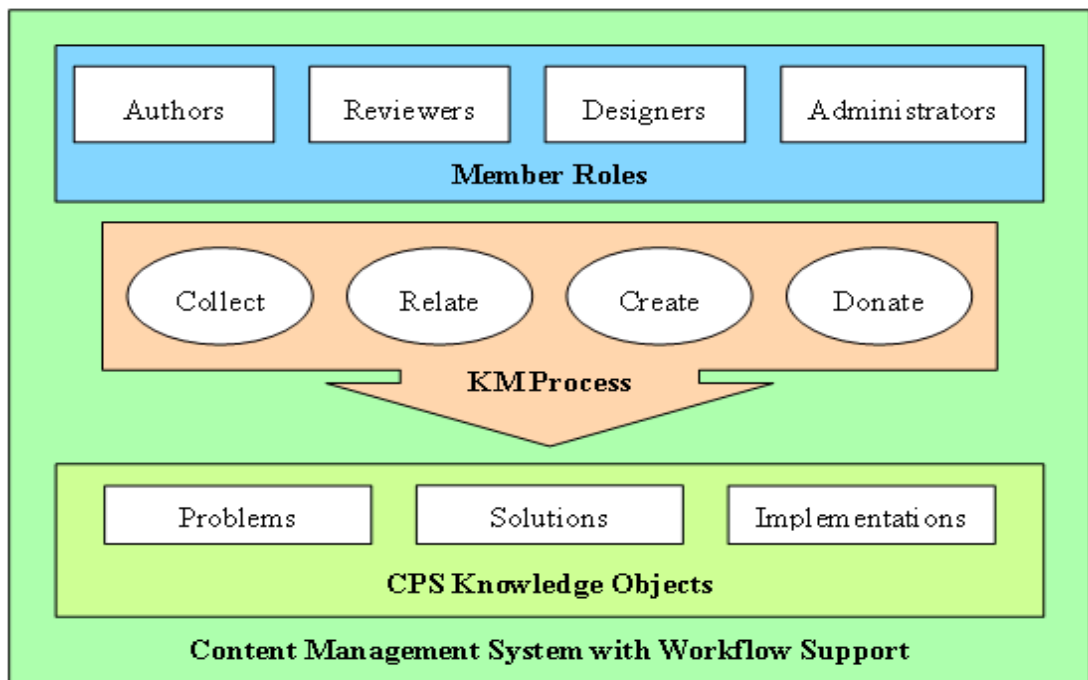 Authors Reviewers Designers Administrators
Member Roles
Collect Relate Create Donate
KM Process
Problems Solutions Implementations
CPS Knowledge Objects
Content Management System with Workflow Support